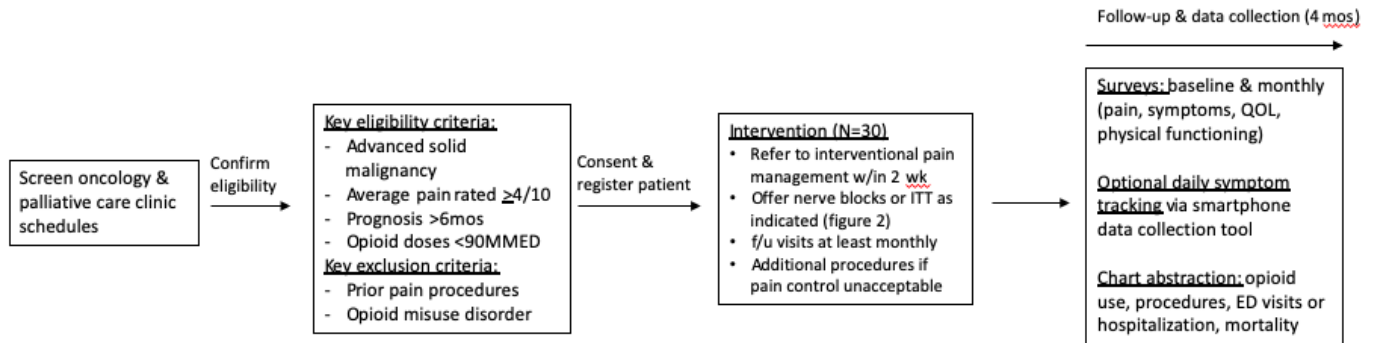 Follow-up & data collection (4 mos)
Screen oncology &
palliative care clinic
schedules
Confirm
eligibility
Key eligibility criteria:
- Advanced solid
malignancy
- Average pain rated ≥4/10
- Prognosis >6mos
- Opioid doses <90MMED
Key exclusion criteria:
- Prior pain procedures
- Opioid misuse disorder
Consent &
register patient
Intervention (N=30)
• Refer to interventional pain
management w/in 2 wk
• Offer nerve blocks or ITT as
indicated (figure 2)
• f/u visits at least monthly
• Additional procedures if
pain control unacceptable
Surveys: baseline & monthly
(pain, symptoms, QOL,
physical functioning)
Optional daily symptom
tracking via smartphone
data collection tool
Chart abstraction: opioid
use, procedures, ED visits or
hospitalization, mortality